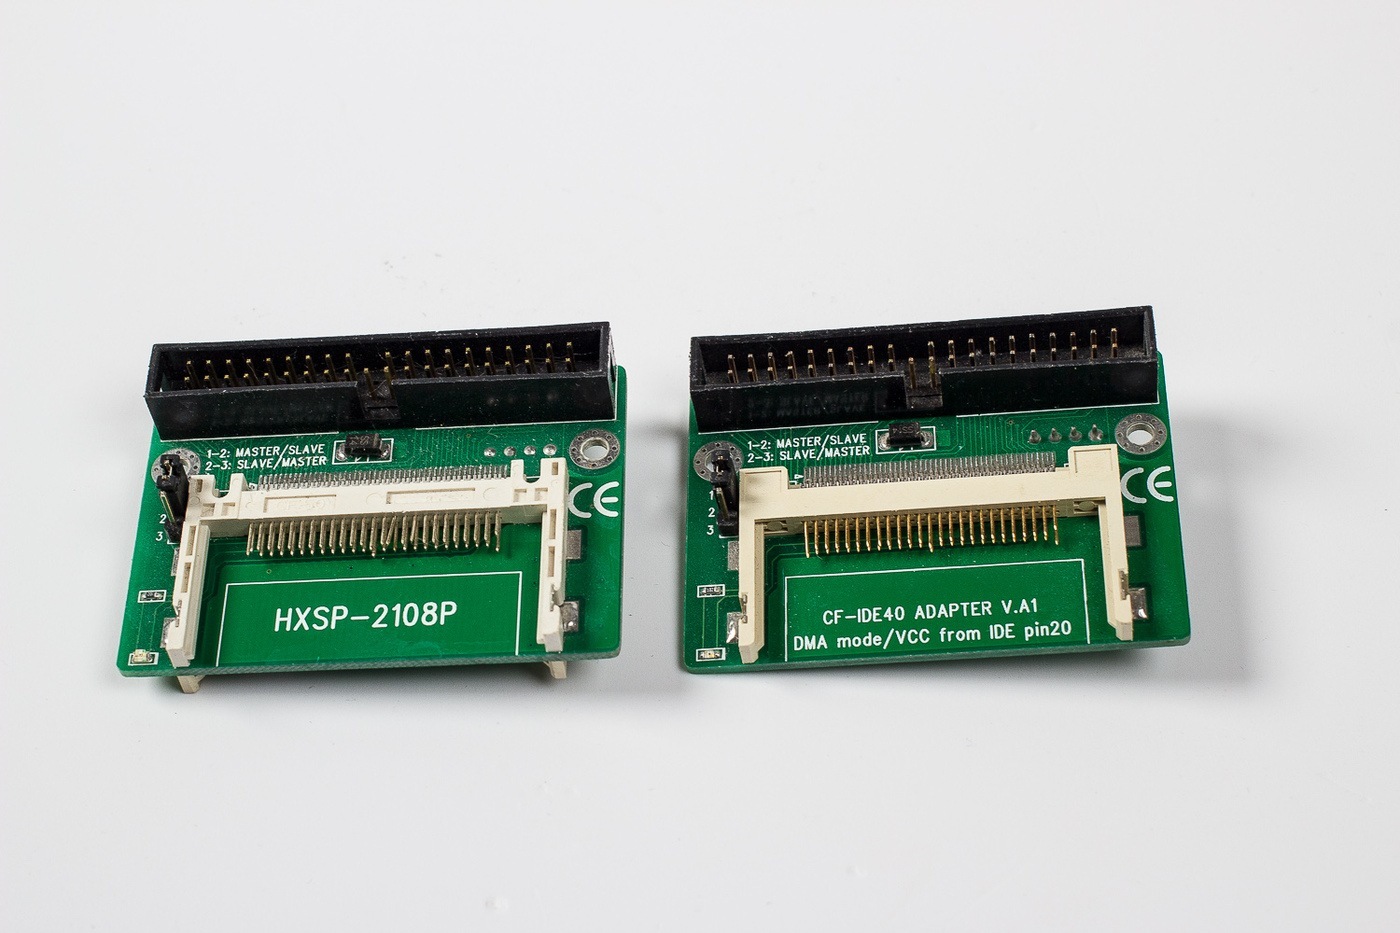 1-2: MASTER/SLAVE
2-3: SLAVE/MASTER
2
3
CE
HXSP-2108P
1-2: MASTER/SLAVE
2-3: SLAVE/MASTER
1
2
3
CE
CF-IDE40 ADAPTER V.A1
DMA mode/VCC from IDE pin20